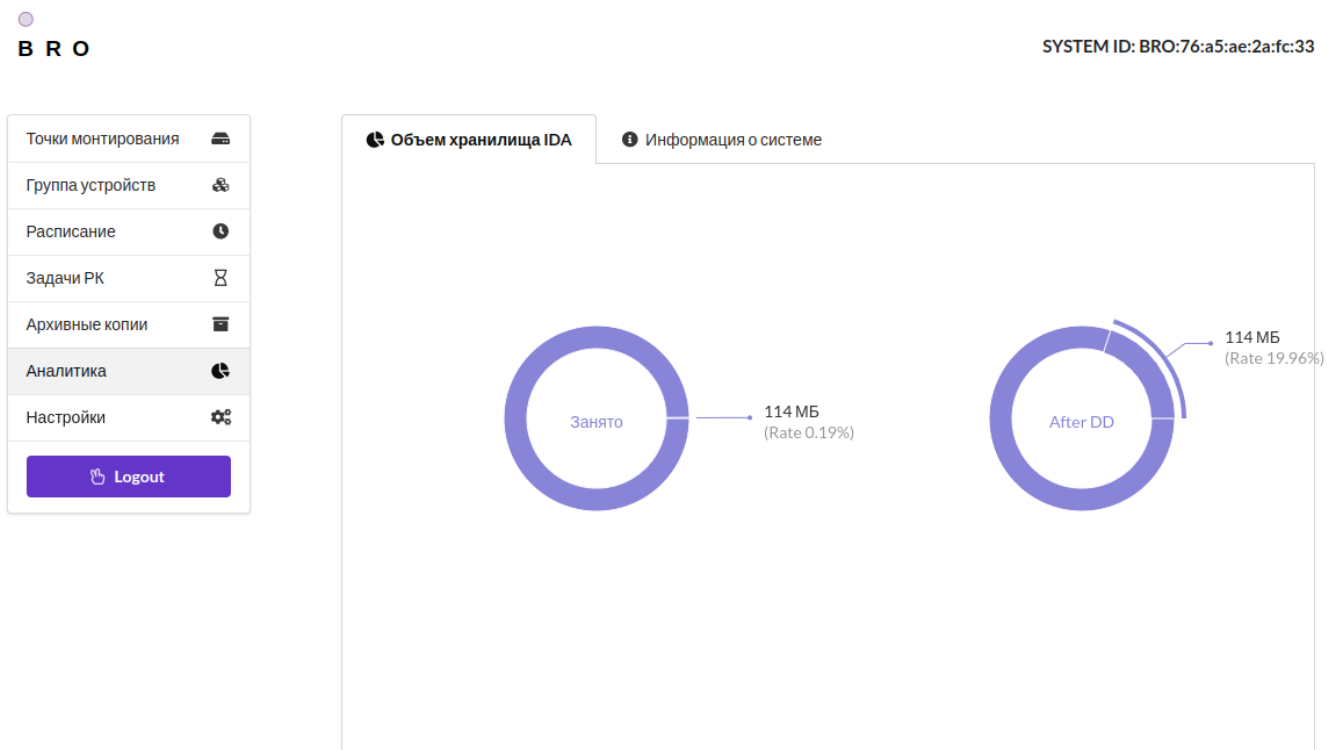 B R O
SYSTEM ID: BRO:76:a5:ae:2a:fc:33
Точки монтирования
Группа устройств
Расписание
Задачи РК
Архивные копии
Аналитика
Настройки
Logout
Объем хранилища IDA
Информация о системе
Занято
114 МБ
(Rate 0.19%)
After DD
114 МБ
(Rate 19.96%)